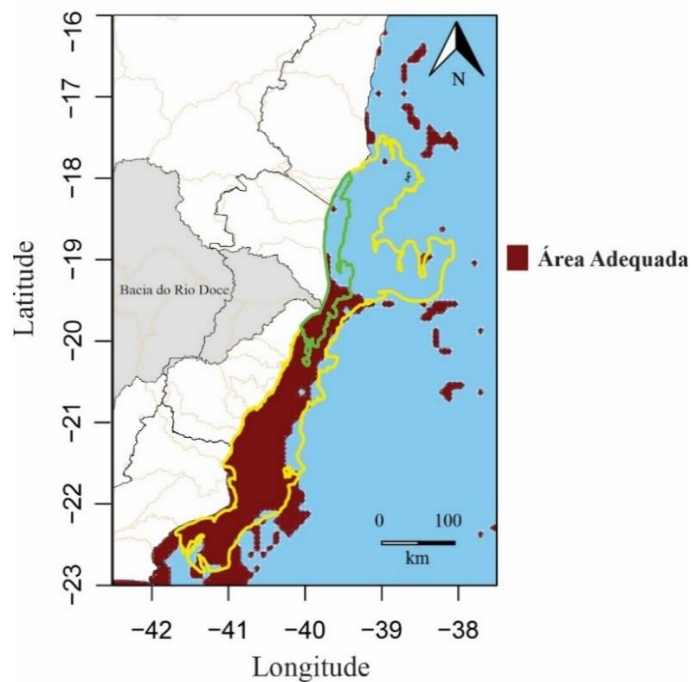 −16
−17
−18
−19
−20
−21
−22
−23
Latitude
N
Bacia do Rio Doce
Área Adequada
0 100
km
−42 −41 −40 −39 −38
Longitude